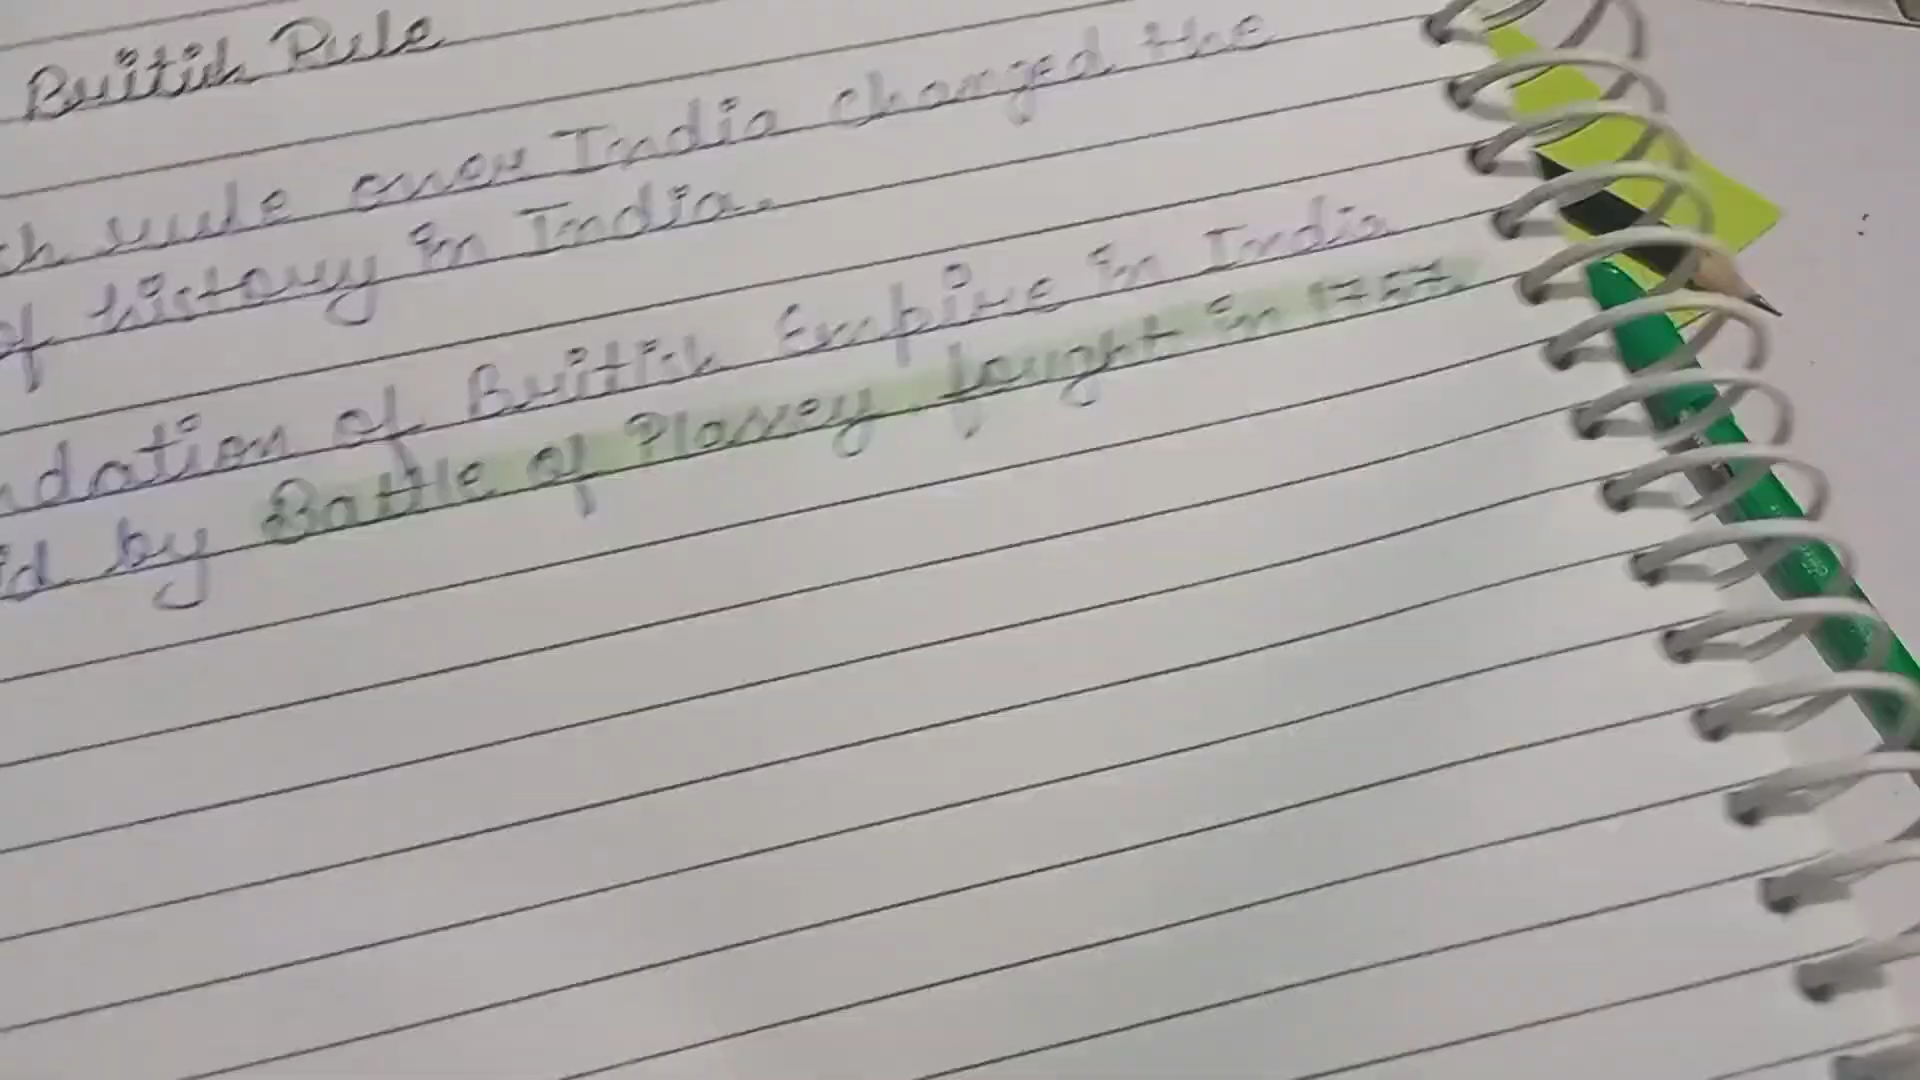 British Rule
ch rule over India changed the
of history in India.
ndation of British Empire in India
id by Battle of Plassey fought in 1757.